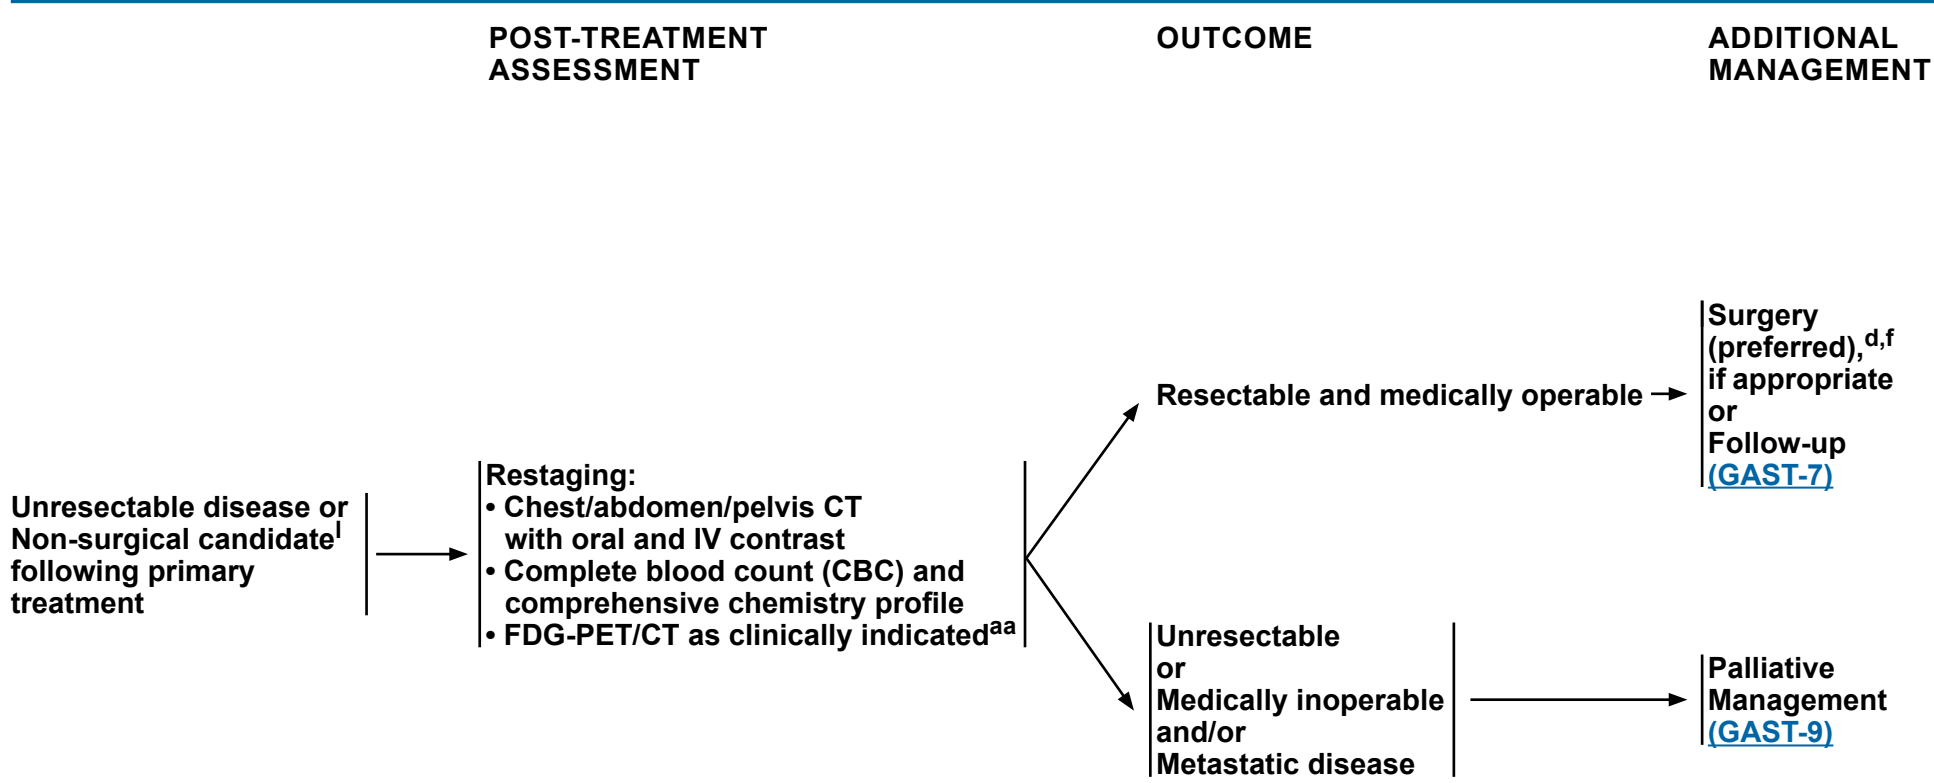 POST-TREATMENT
ASSESSMENT
OUTCOME
ADDITIONAL
MANAGEMENT
Unresectable disease or
Non-surgical candidate^l
following primary
treatment
Restaging:
• Chest/abdomen/pelvis CT
with oral and IV contrast
• Complete blood count (CBC) and
comprehensive chemistry profile
• FDG-PET/CT as clinically indicated^aa
Resectable and medically operable
Surgery
(preferred),^d,f
if appropriate
or
Follow-up
(GAST-7)
Unresectable
or
Medically inoperable
and/or
Metastatic disease
Palliative
Management
(GAST-9)